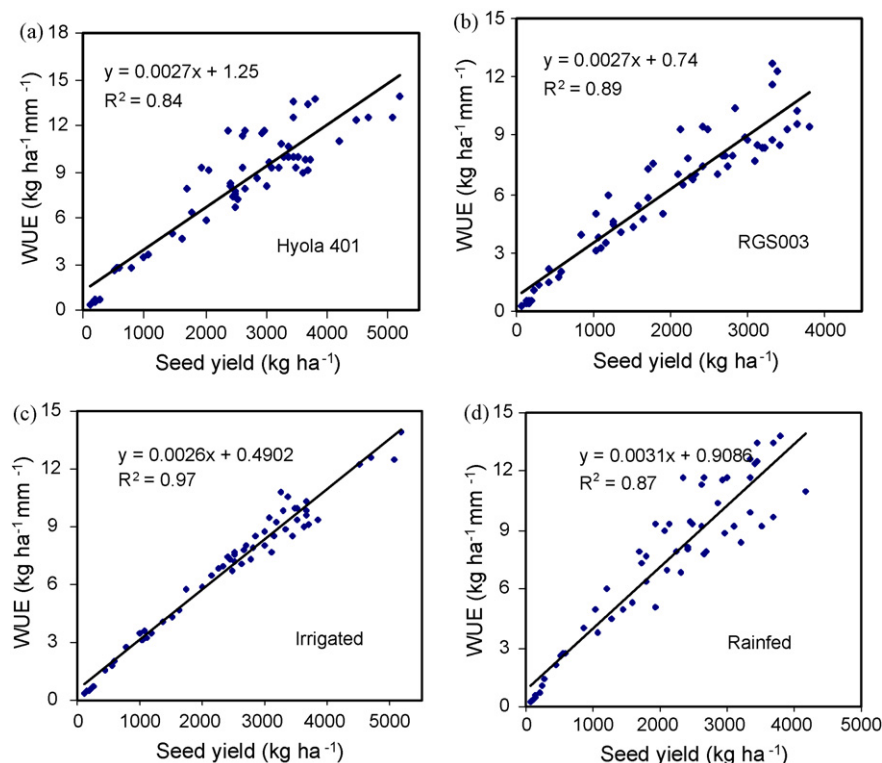 (a)
18
15
12
9
6
3
0
WUE (kg ha⁻¹ mm⁻¹)
y = 0.0027x + 1.25
R² = 0.84
Hyola 401
0 1000 2000 3000 4000 5000
Seed yield (kg ha⁻¹)
(b)
15
12
9
6
3
0
WUE (kg ha⁻¹ mm⁻¹)
y = 0.0027x + 0.74
R² = 0.89
RGS003
0 1000 2000 3000 4000
Seed yield (kg ha⁻¹)
(c)
15
12
9
6
3
0
WUE (kg ha⁻¹ mm⁻¹)
y = 0.0026x + 0.4902
R² = 0.97
Irrigated
0 1000 2000 3000 4000 5000
Seed yield (kg ha⁻¹)
(d)
15
12
9
6
3
0
WUE (kg ha⁻¹ mm⁻¹)
y = 0.0031x + 0.9086
R² = 0.87
Rainfed
0 1000 2000 3000 4000 5000
Seed yield (kg ha⁻¹)